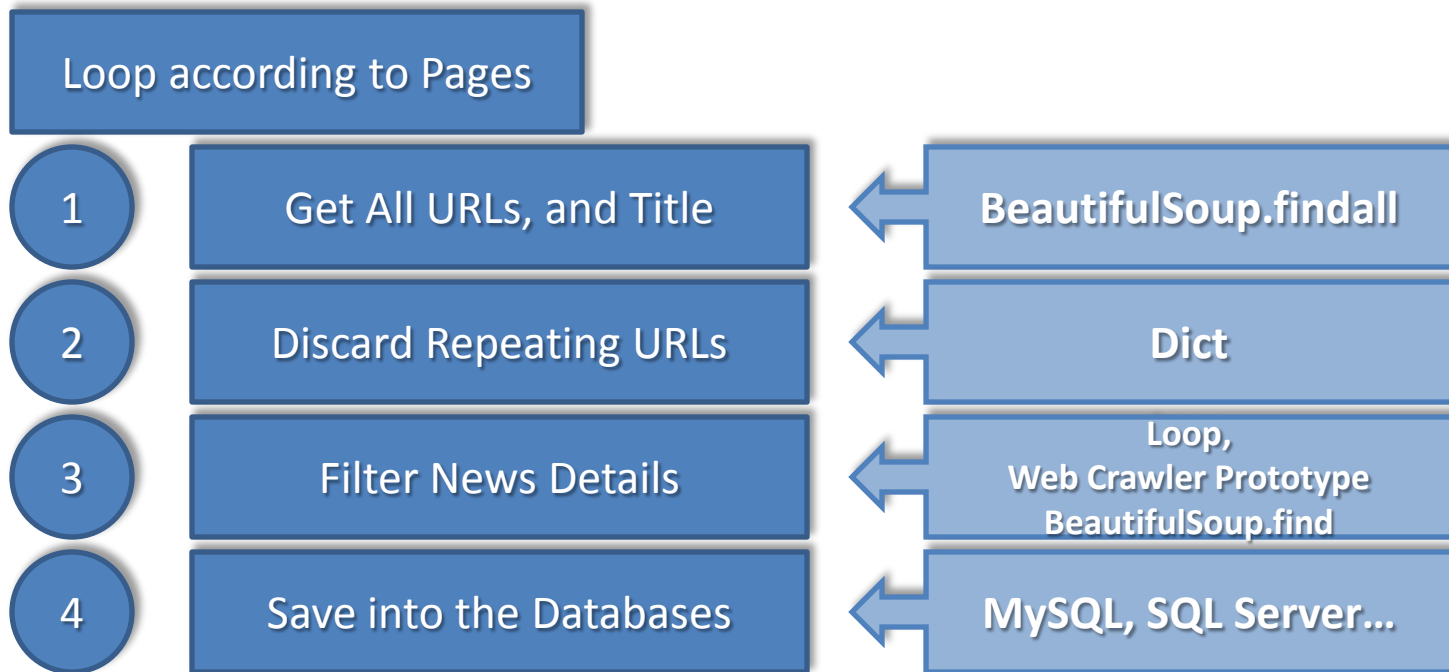 Loop according to Pages
1
Get All URLs, and Title
BeautifulSoup.findall
2
Discard Repeating URLs
Dict
3
Filter News Details
Loop,
Web Crawler Prototype
BeautifulSoup.find
4
Save into the Databases
MySQL, SQL Server…